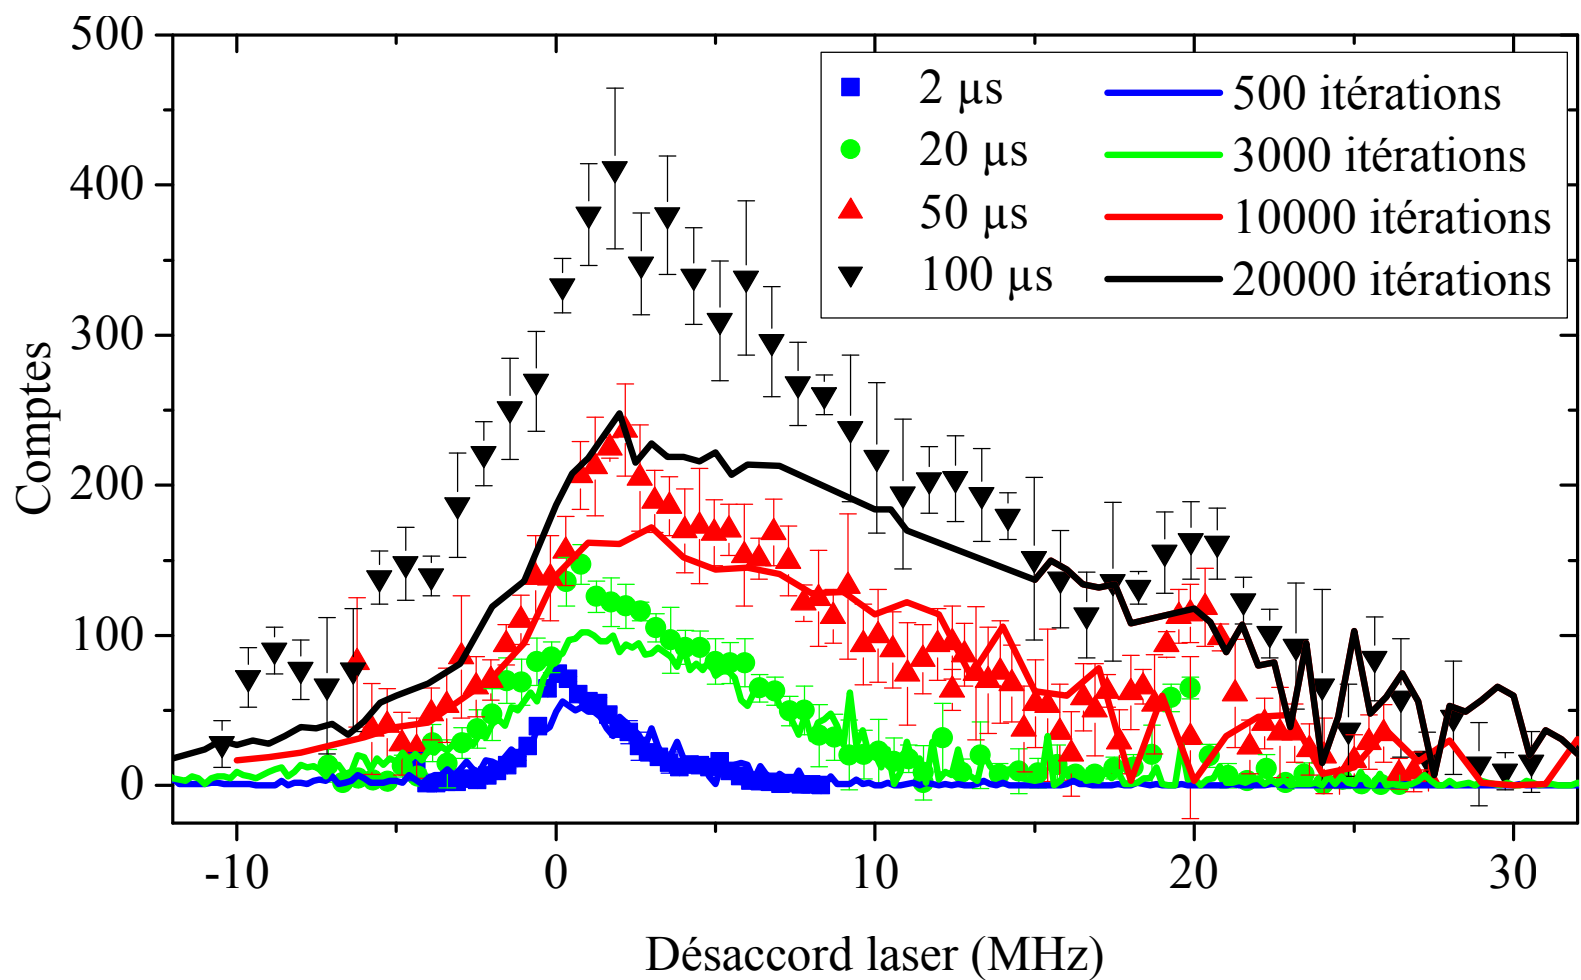 500
400
300
200
100
0
Comptes
2 µs
500 itérations
20 µs
3000 itérations
50 µs
10000 itérations
100 µs
20000 itérations
-10
0
10
20
30
Désaccord laser (MHz)